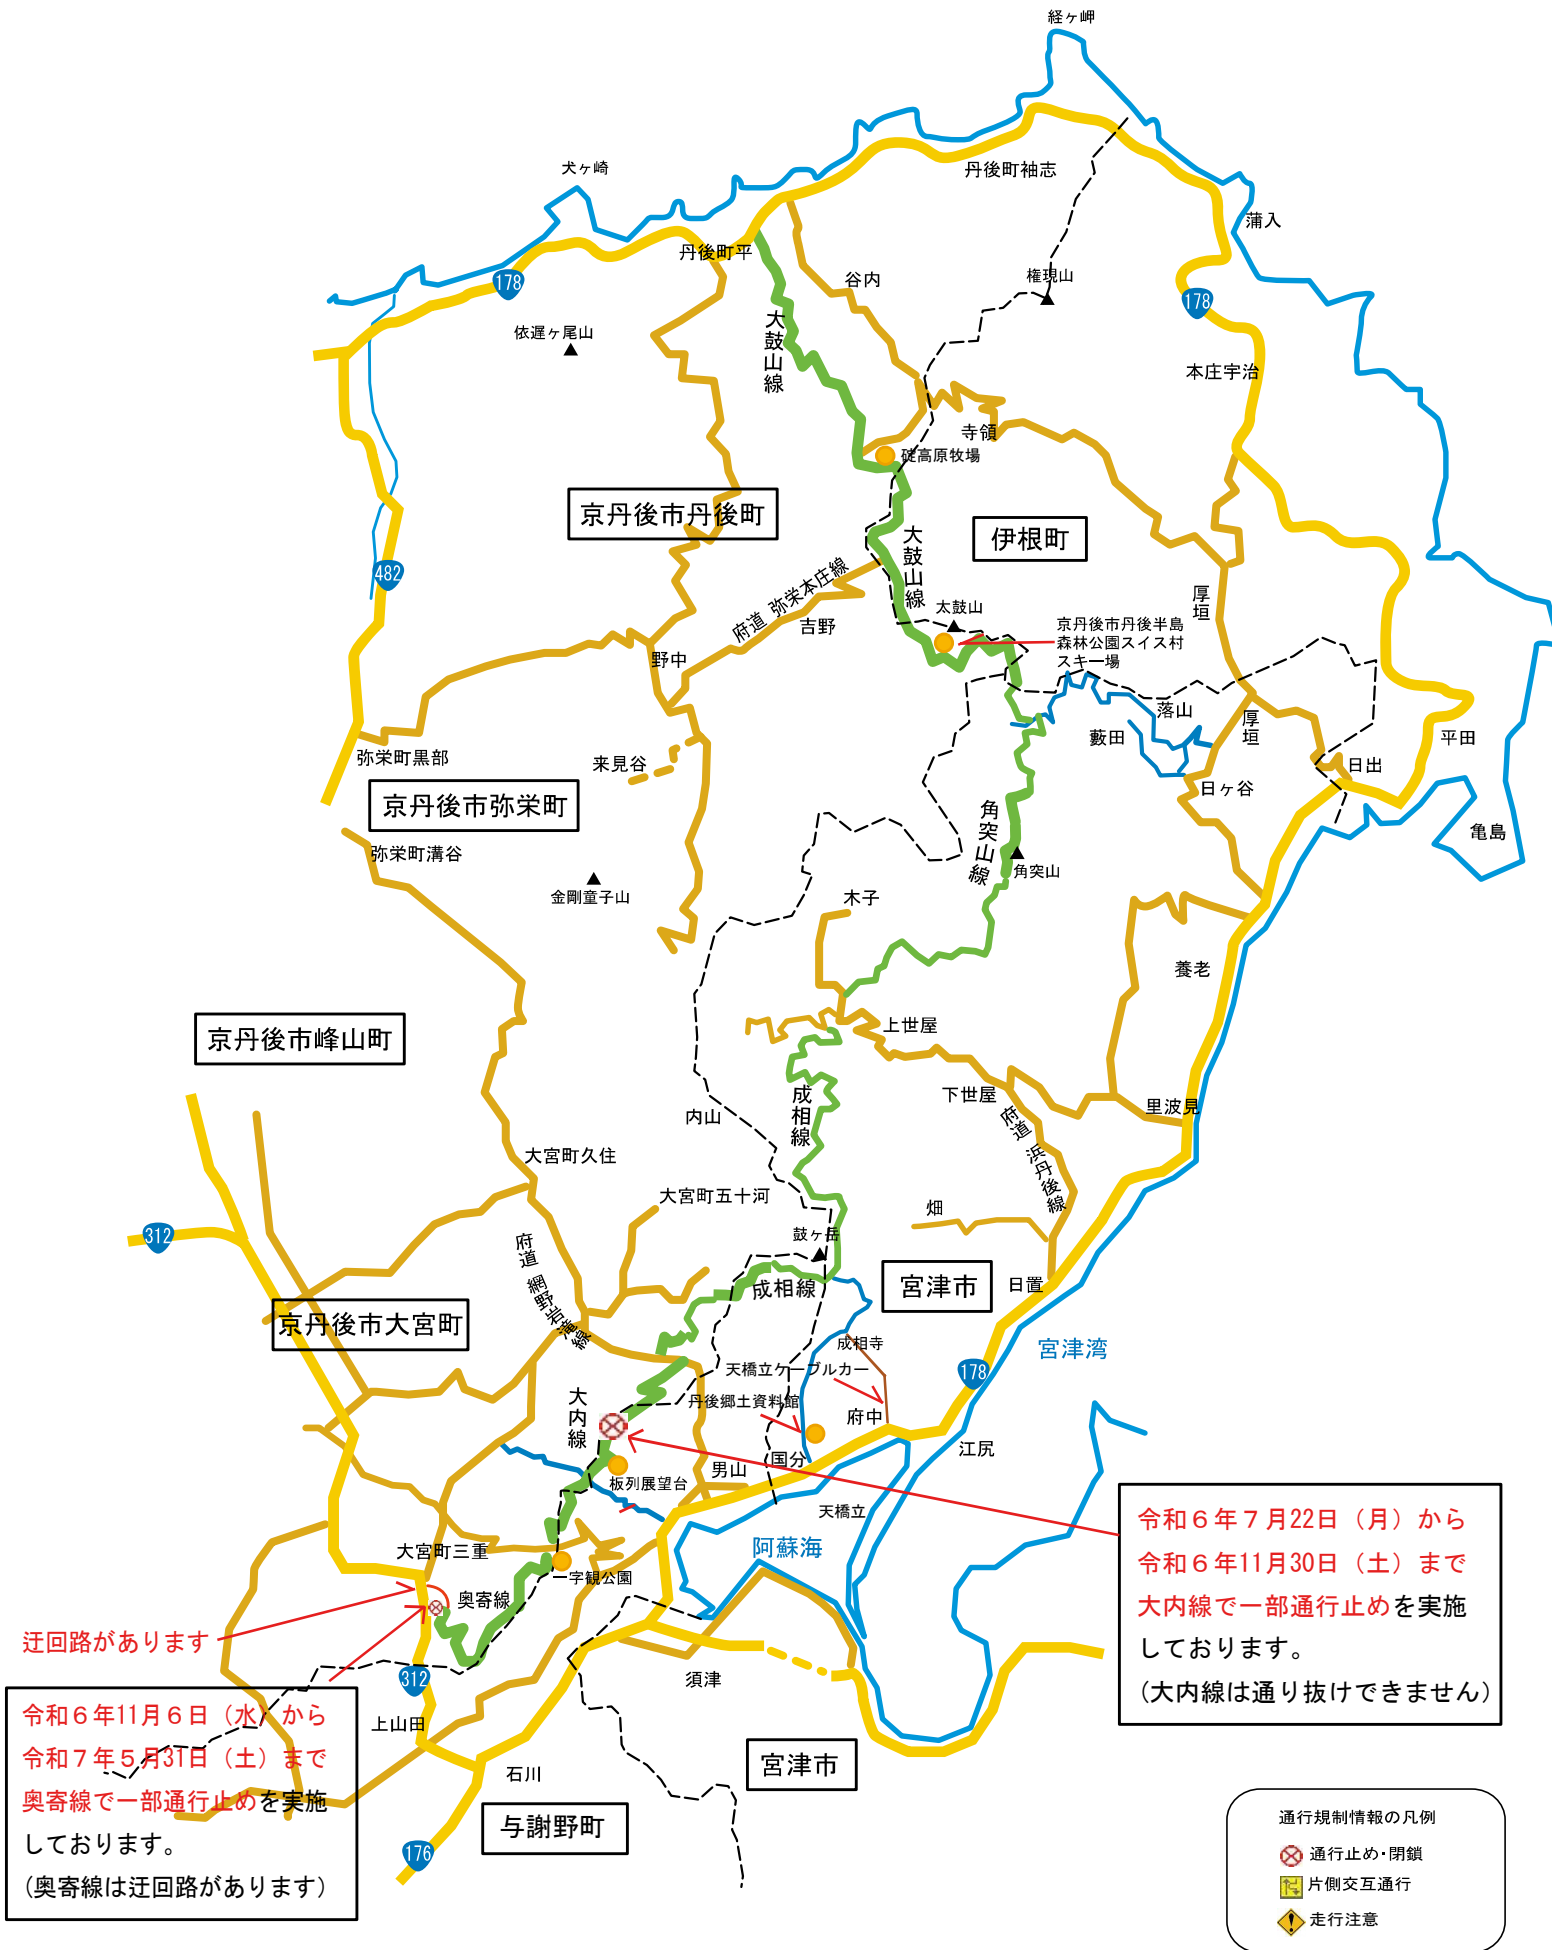 経ヶ岬
犬ヶ崎
丹後町袖志
蒲入
丹後町平
谷内
権現山
178
178
大鼓山線
依遅ヶ尾山
本庄宇治
寺領
碇高原牧場
京丹後市丹後町
伊根町
大鼓山線
482
府道 弥栄本庄線
吉野
厚垣
太鼓山
京丹後市丹後半島
森林公園スイス村
スキー場
野中
落山
厚垣
藪田
平田
弥栄町黒部
来見谷
日出
日ヶ谷
京丹後市弥栄町
角突山線
亀島
弥栄町溝谷
角突山
金剛童子山
木子
養老
京丹後市峰山町
上世屋
成相線
下世屋
里波見
内山
府道 浜丹後線
大宮町久住
大宮町五十河
畑
312
鼓ヶ岳
府道 網野岩滝線
成相線
宮津市
日置
京丹後市大宮町
成相寺
宮津湾
天橋立ケーブルカー
178
大内線
丹後郷土資料館
府中
江尻
国分
男山
板列展望台
天橋立
令和６年７月22日（月）から
令和６年11月30日（土）まで
大内線で一部通行止めを実施
しております。
(大内線は通り抜けできません)
阿蘇海
大宮町三重
一字観公園
奥寄線
迂回路があります
312
須津
令和６年11月６日（水）から
令和７年５月31日（土）まで
奥寄線で一部通行止めを実施
しております。
(奥寄線は迂回路があります)
上山田
石川
宮津市
与謝野町
176
通行規制情報の凡例
通行止め・閉鎖
片側交互通行
走行注意